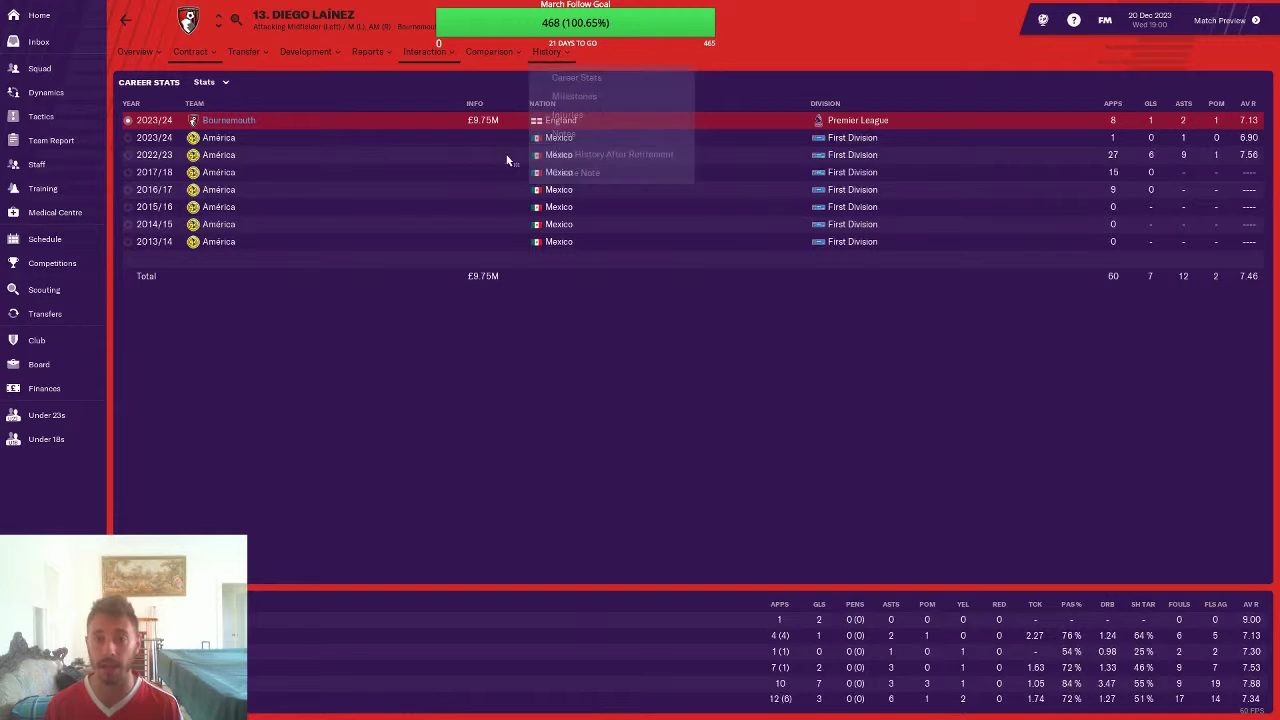 March Follow Goal
468 (100.65%)
0 21 DAYS TO GO 465
Home
Inbox
Squad
Dynamics
Tactics
Team Report
Staff
Training
Medical Centre
Schedule
Competitions
Scouting
Transfers
Club
Board
Finances
Under 23s
Under 18s
13. DIEGO LAÍNEZ
Attacking Midfielder (Left) / M (L), AM (R) Bournemout
20 Dec 2023
Wed 19:00
Match Preview
FM
Overview Contract Transfer Development Reports Interaction Comparison History
Career Stats
Milestones
Injuries
Notes
History After Retirement
Note
CAREER STATS Stats
YEAR TEAM INFO NATION DIVISION APPS GLS ASTS POM AV R
2023/24 Bournemouth £9.75M England Premier League 8 1 2 1 7.13
2023/24 América Mexico First Division 1 0 1 0 6.90
2022/23 América Mexico First Division 27 6 9 1 7.56
2017/18 América Mexico First Division 15 - - - ----
2016/17 América Mexico First Division 9 0 - - ----
2015/16 América Mexico First Division 0 - - - ----
2014/15 América Mexico First Division 0 - - - ----
2013/14 América Mexico First Division 0 - - - ----
Total £9.75M 60 7 12 2 7.46
APPS GLS PENS ASTS POM YEL RED TCK PAS % DRB SH TAR FOULS FLS AG AV R
1 2 0 (0) 0 0 0 0 - - - - 0 0 9.00
4 (4) 1 0 (0) 2 1 0 0 2.27 76 % 1.24 64 % 6 5 7.13
1 (1) 0 0 (0) 1 0 1 0 - 54 % 0.98 25 % 2 2 7.30
7 (1) 2 0 (0) 3 0 1 0 1.63 72 % 1.33 46 % 9 7 7.53
10 7 0 (0) 3 3 1 0 1.05 84 % 3.47 55 % 9 19 7.88
12 (6) 3 0 (0) 6 1 2 0 1.74 72 % 1.27 51 % 17 14 7.34
60 FPS